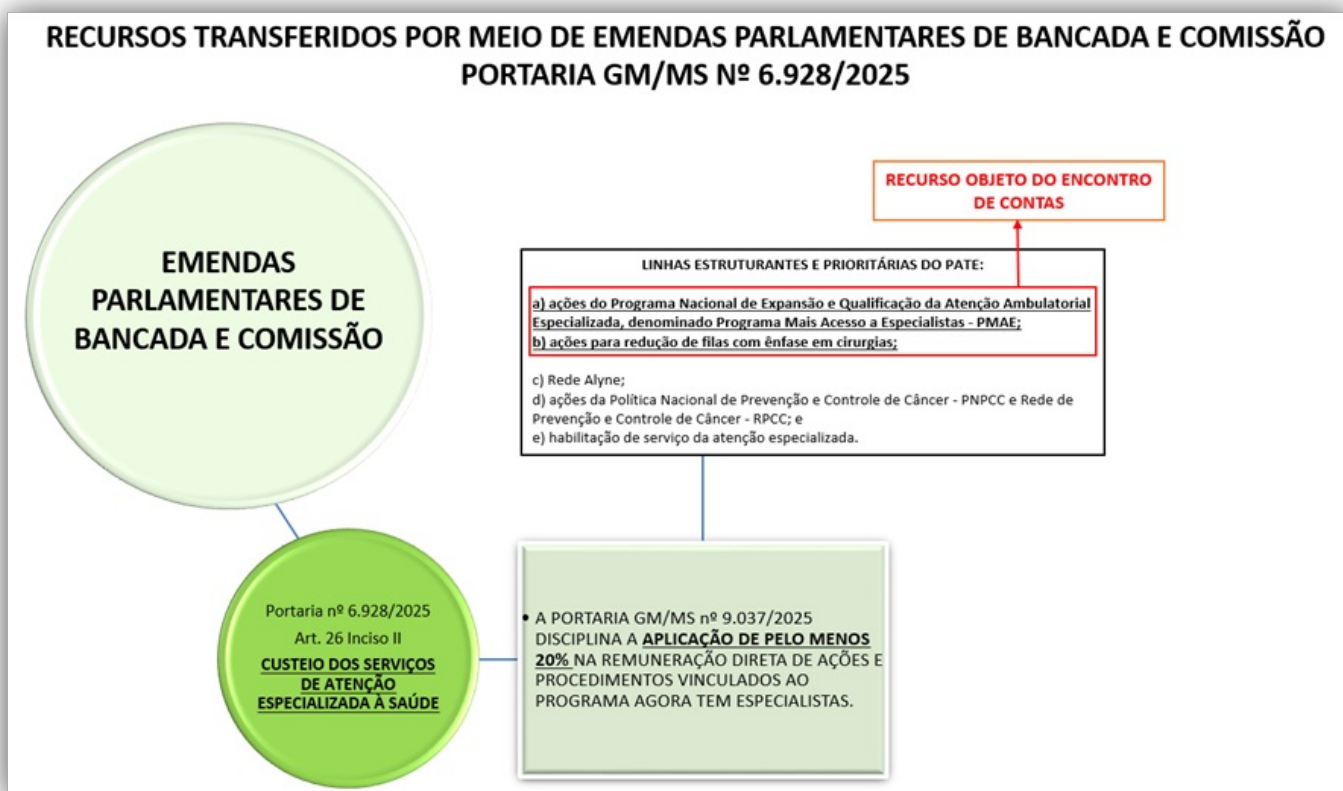 RECURSOS TRANSFERIDOS POR MEIO DE EMENDAS PARLAMENTARES DE BANCADA E COMISSÃO
PORTARIA GM/MS Nº 6.928/2025
EMENDAS
PARLAMENTARES DE
BANCADA E COMISSÃO
RECURSO OBJETO DO ENCONTRO
DE CONTAS
LINHAS ESTRUTURANTES E PRIORITÁRIAS DO PATE:
a) ações do Programa Nacional de Expansão e Qualificação da Atenção Ambulatorial
Especializada, denominado Programa Mais Acesso a Especialistas - PMAE;
b) ações para redução de filas com ênfase em cirurgias;
c) Rede Alyne;
d) ações da Política Nacional de Prevenção e Controle de Câncer - PNPCC e Rede de
Prevenção e Controle de Câncer - RPCC; e
e) habilitação de serviço da atenção especializada.
Portaria nº 6.928/2025
Art. 26 Inciso II
CUSTEIO DOS SERVIÇOS
DE ATENÇÃO
ESPECIALIZADA À SAÚDE
• A PORTARIA GM/MS nº 9.037/2025
DISCIPLINA A APLICAÇÃO DE PELO MENOS
20% NA REMUNERAÇÃO DIRETA DE AÇÕES E
PROCEDIMENTOS VINCULADOS AO
PROGRAMA AGORA TEM ESPECIALISTAS.